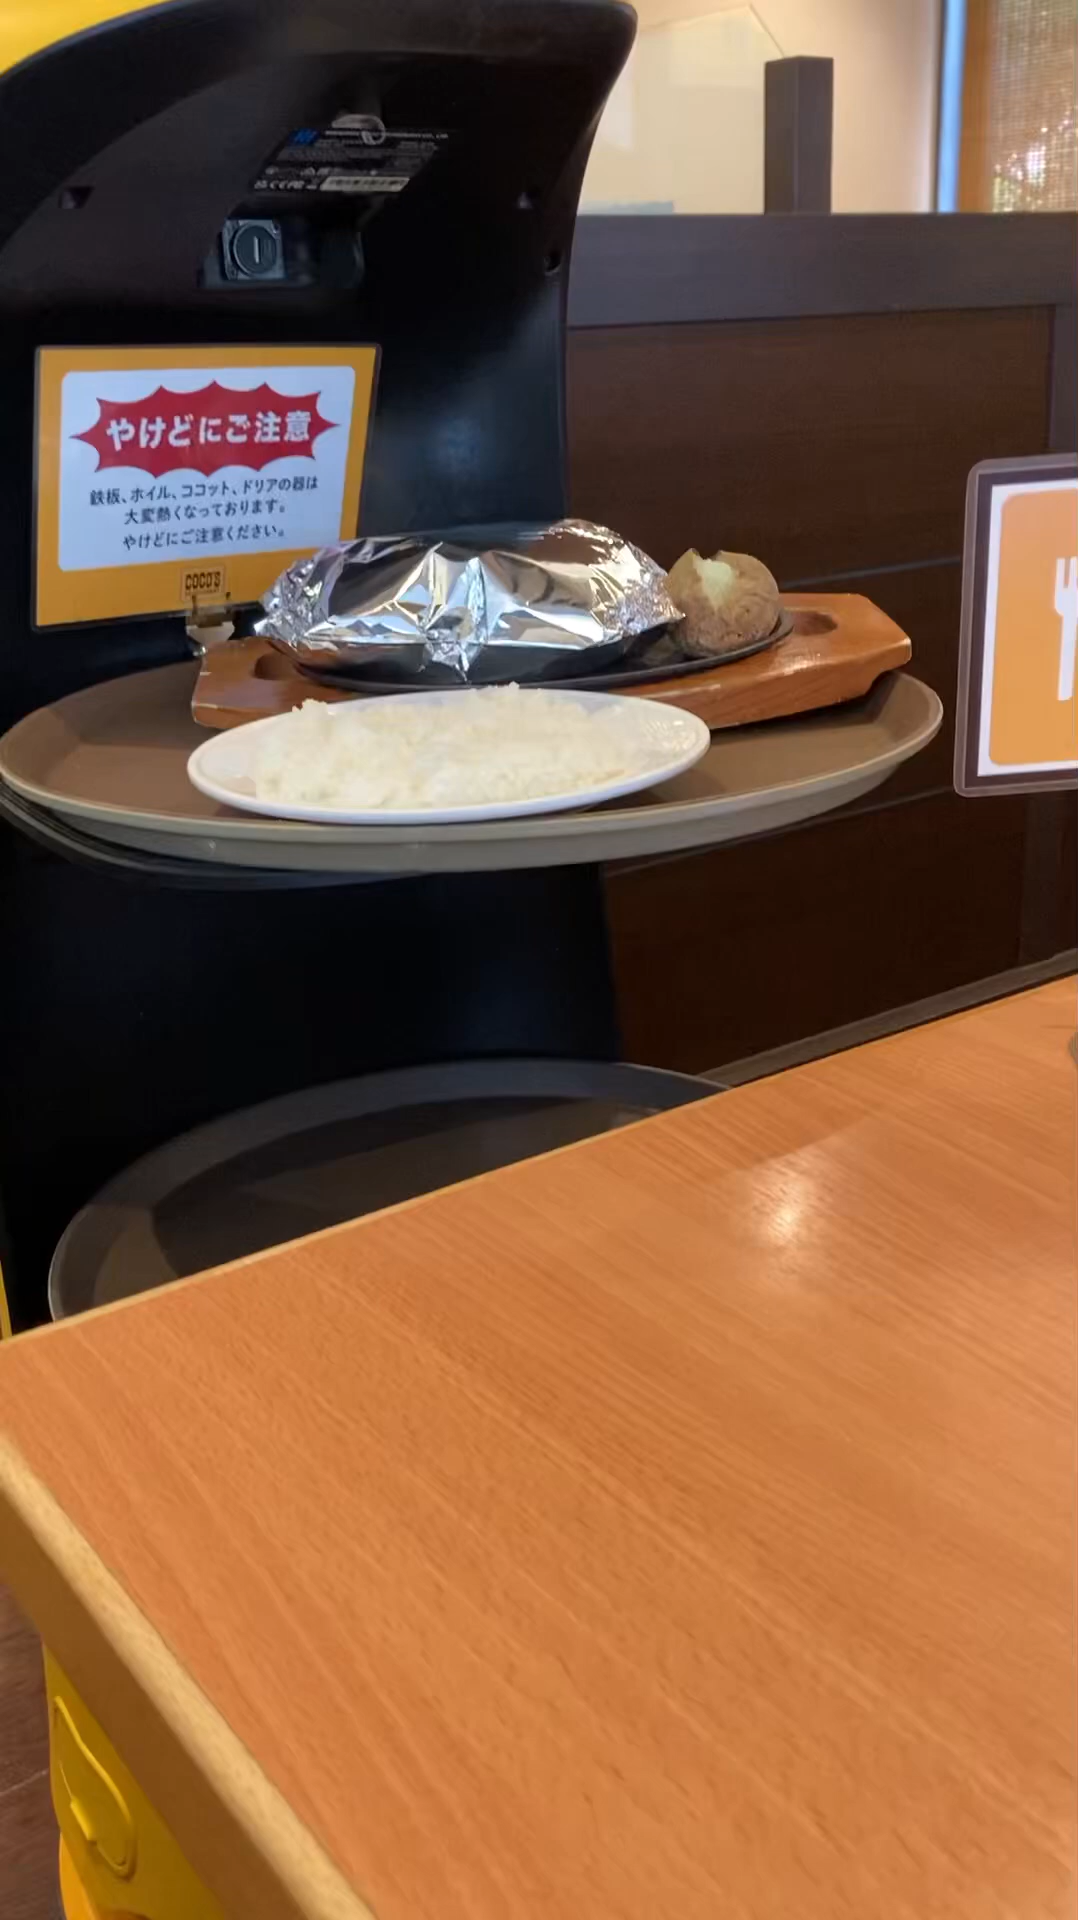 やけどにご注意
鉄板、ホイル、ココット、ドリアの器は
大変熱くなっております。
やけどにご注意ください。
COCO'S